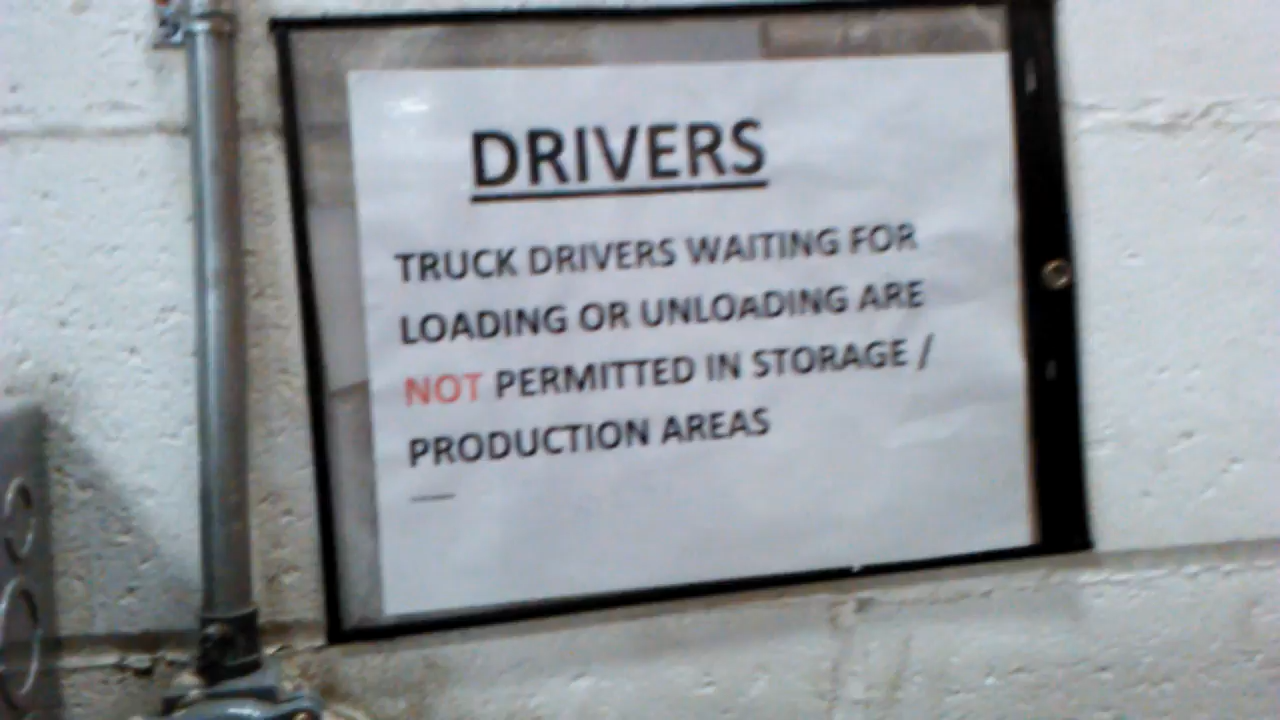 DRIVERS
TRUCK DRIVERS WAITING FOR
LOADING OR UNLOADING ARE
NOT PERMITTED IN STORAGE /
PRODUCTION AREAS